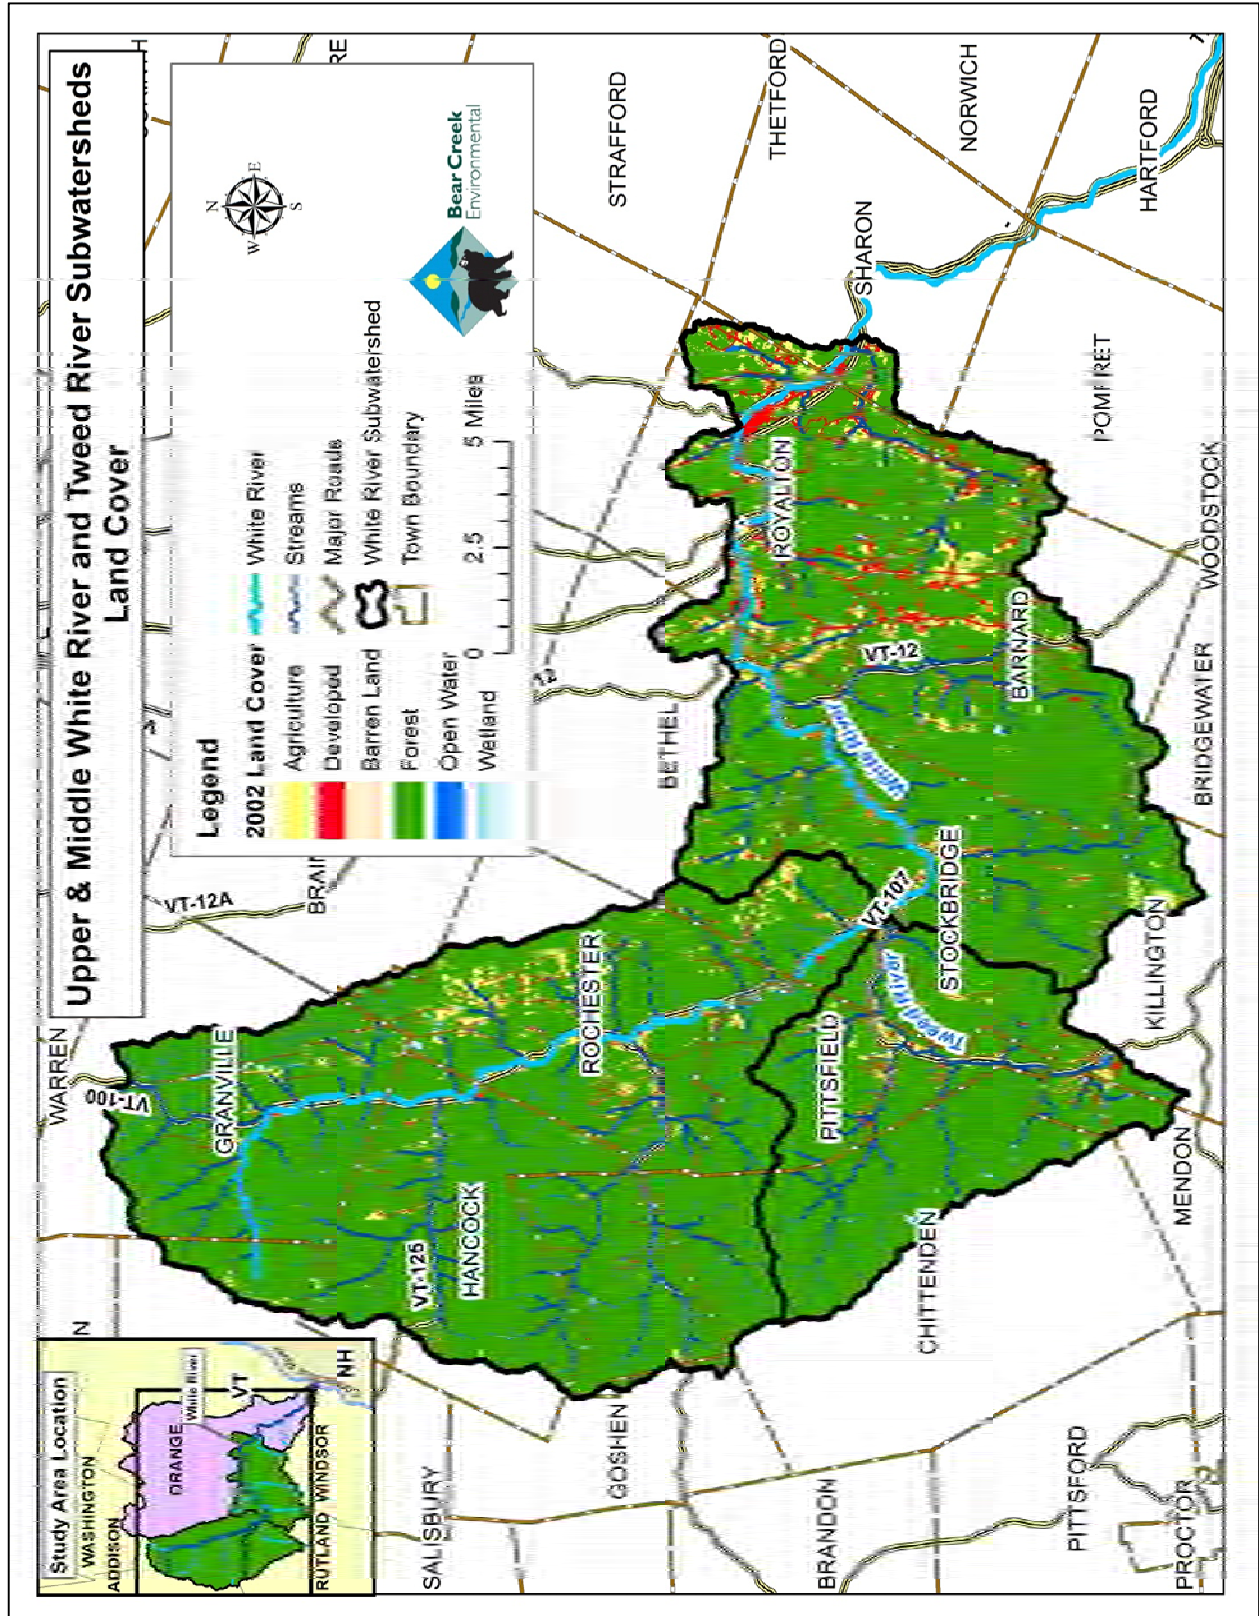 Upper & Middle White River and Tweed River Subwatersheds
Land Cover
Study Area Location
WASHINGTON
ADDISON
ORANGE
White River
VT
NH
RUTLAND
WINDSOR
Legend
2002 Land Cover
Agriculture
Developed
Barren Land
Forest
Open Water
Wetland
White River
Streams
Major Roads
White River Subwatershed
Town Boundary
0
2.5
5 Miles
N
W
E
S
Bear Creek
Environmental
N
WARREN
VT-100
VT-12A
BRAIN
RE
GRANVILLE
VT-125
HANCOCK
SALISBURY
ROCHESTER
GOSHEN
BETHEL
12
STRAFFORD
THETFORD
ROYALTON
SHARON
NORWICH
PITTSFIELD
BRANDON
VT-107
White River
VT-12
Tweed River
STOCKBRIDGE
CHITTENDEN
BARNARD
HARTFORD
POMFRET
PITTSFORD
KILLINGTON
MENDON
PROCTOR
BRIDGEWATER
WOODSTOCK